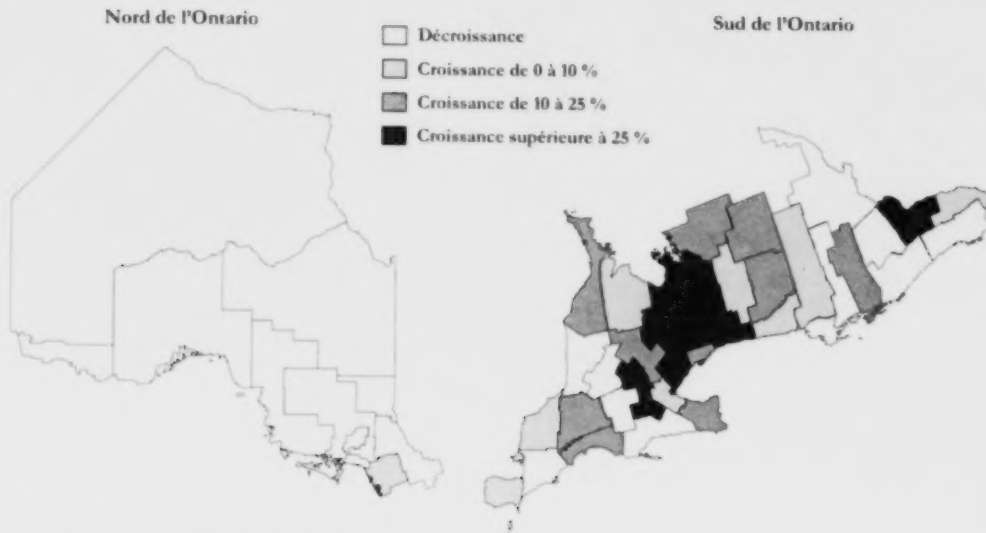 Nord de l'Ontario
Décroissance
Croissance de 0 à 10 %
Croissance de 10 à 25 %
Croissance supérieure à 25 %
Sud de l'Ontario